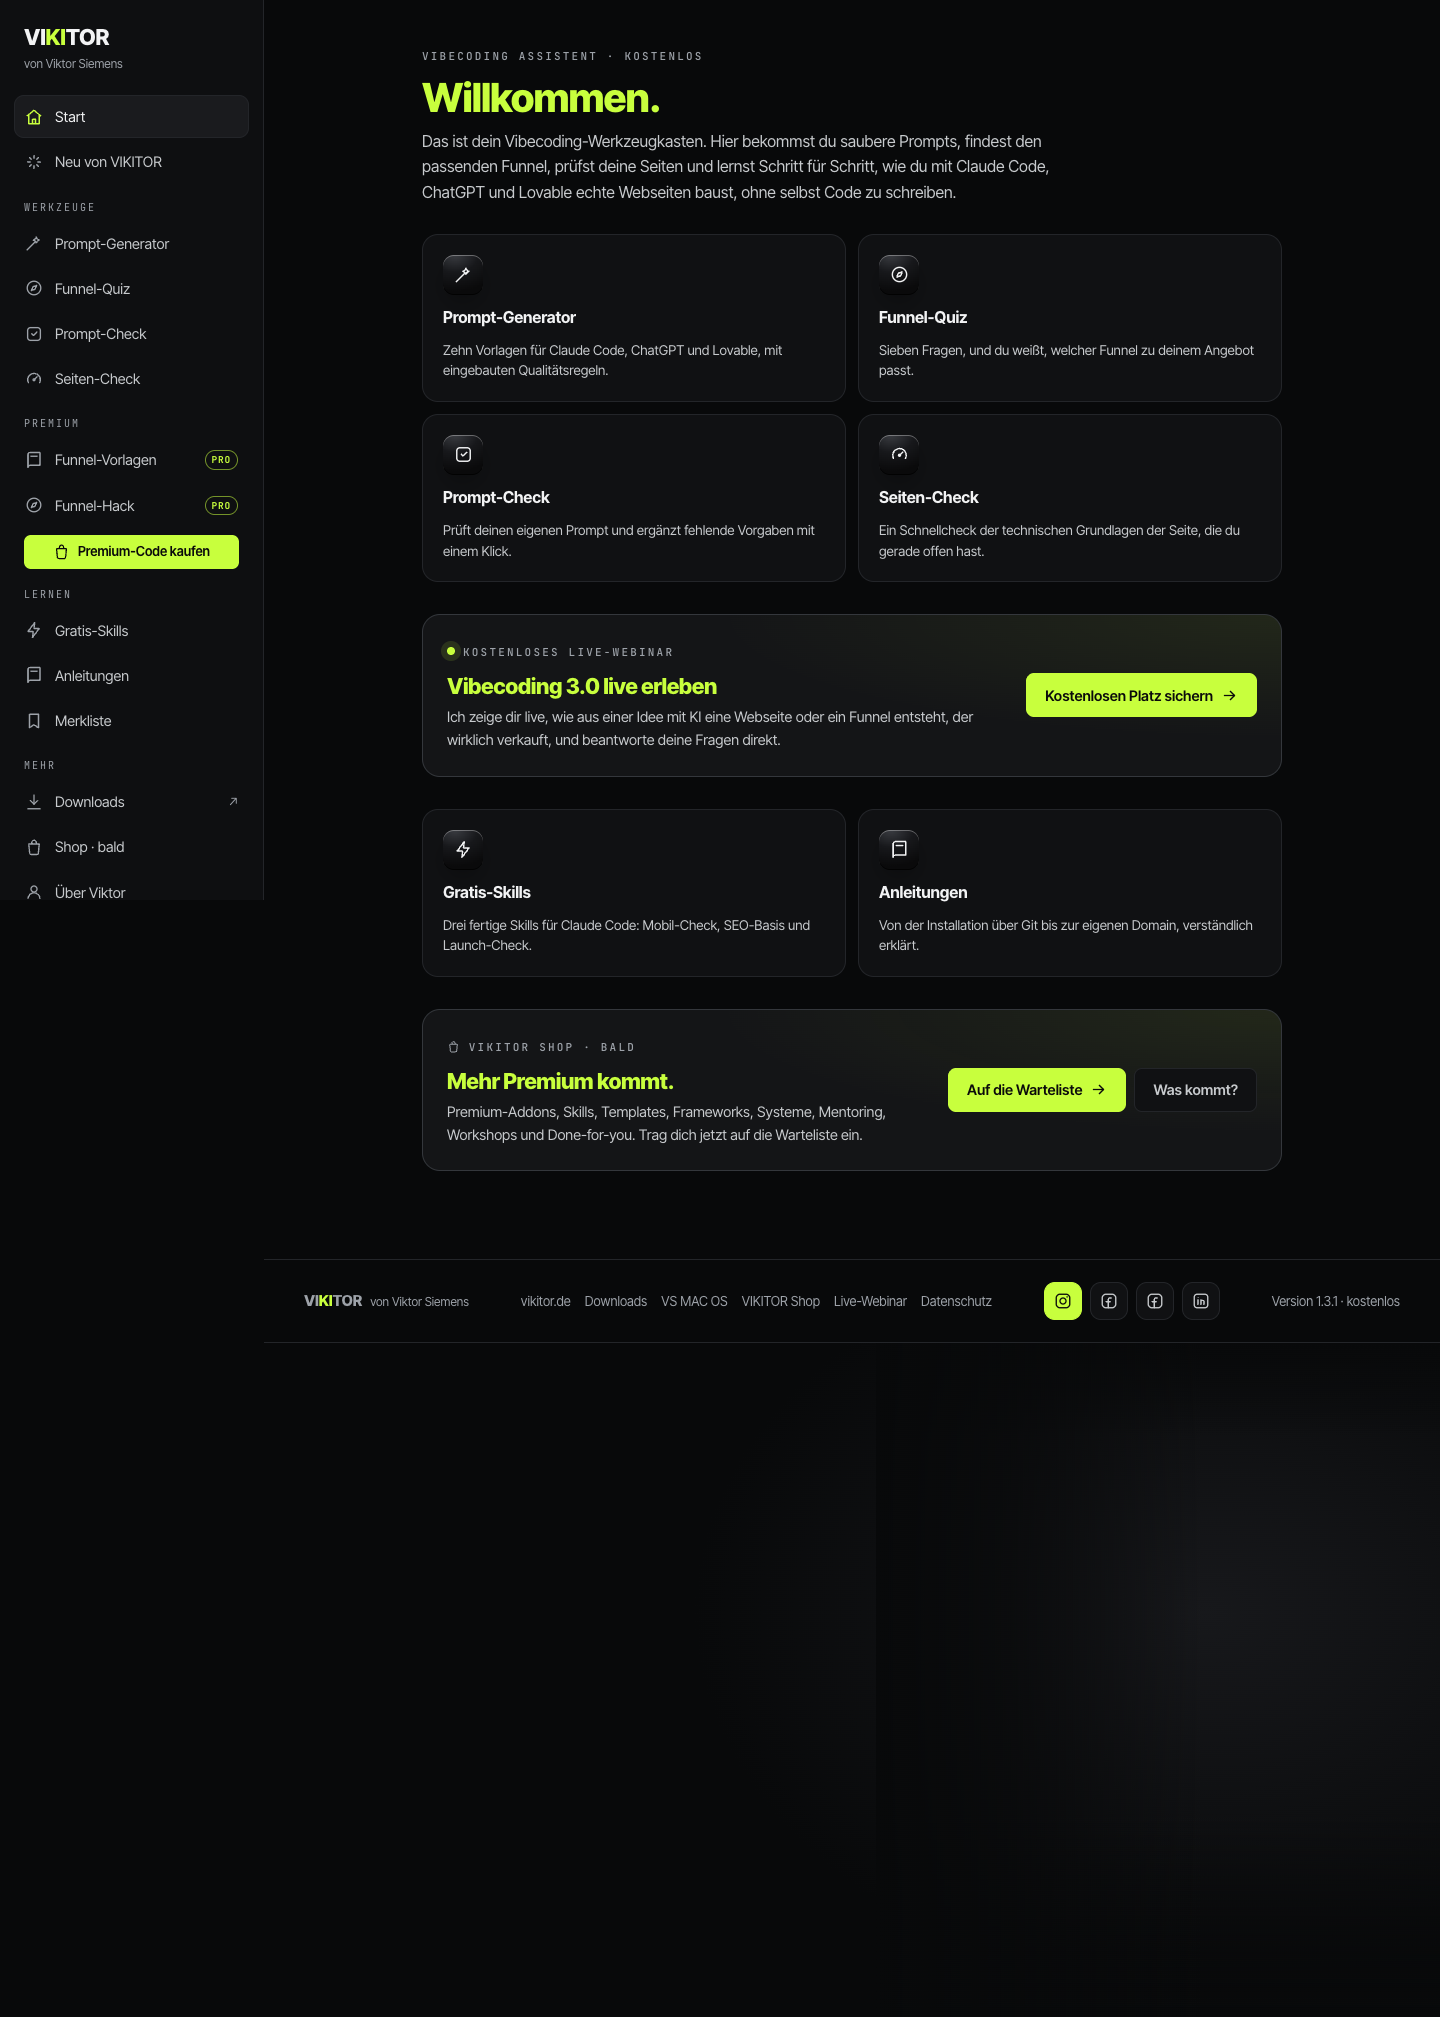 VIKITOR
von Viktor Siemens
Start
Neu von VIKITOR
WERKZEUGE
Prompt-Generator
Funnel-Quiz
Prompt-Check
Seiten-Check
PREMIUM
Funnel-Vorlagen PRO
Funnel-Hack PRO
Premium-Code kaufen
LERNEN
Gratis-Skills
Anleitungen
Merkliste
MEHR
Downloads
Shop · bald
Über Viktor
VIBECODING ASSISTENT · KOSTENLOS
Willkommen.
Das ist dein Vibecoding-Werkzeugkasten. Hier bekommst du saubere Prompts, findest den
passenden Funnel, prüfst deine Seiten und lernst Schritt für Schritt, wie du mit Claude Code,
ChatGPT und Lovable echte Webseiten baust, ohne selbst Code zu schreiben.
Prompt-Generator
Zehn Vorlagen für Claude Code, ChatGPT und Lovable, mit
eingebauten Qualitätsregeln.
Funnel-Quiz
Sieben Fragen, und du weißt, welcher Funnel zu deinem Angebot
passt.
Prompt-Check
Prüft deinen eigenen Prompt und ergänzt fehlende Vorgaben mit
einem Klick.
Seiten-Check
Ein Schnellcheck der technischen Grundlagen der Seite, die du
gerade offen hast.
KOSTENLOSES LIVE-WEBINAR
Vibecoding 3.0 live erleben
Ich zeige dir live, wie aus einer Idee mit KI eine Webseite oder ein Funnel entsteht, der
wirklich verkauft, und beantworte deine Fragen direkt.
Kostenlosen Platz sichern
Gratis-Skills
Drei fertige Skills für Claude Code: Mobil-Check, SEO-Basis und
Launch-Check.
Anleitungen
Von der Installation über Git bis zur eigenen Domain, verständlich
erklärt.
VIKITOR SHOP · BALD
Mehr Premium kommt.
Premium-Addons, Skills, Templates, Frameworks, Systeme, Mentoring,
Workshops und Done-for-you. Trag dich jetzt auf die Warteliste ein.
Auf die Warteliste
Was kommt?
VIKITOR von Viktor Siemens
vikitor.de Downloads VS MAC OS VIKITOR Shop Live-Webinar Datenschutz
Version 1.3.1 · kostenlos